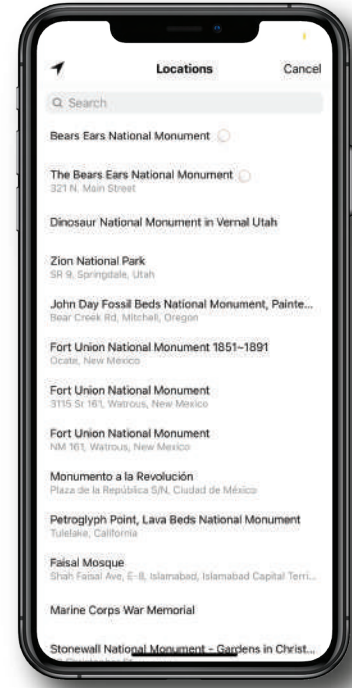 Locations
Cancel
Search
Bears Ears National Monument
The Bears Ears National Monument
321 N. Main Street
Dinosaur National Monument in Vernal Utah
Zion National Park
SR 9, Springdale, Utah
John Day Fossil Beds National Monument, Painte...
Bear Creek Rd, Mitchell, Oregon
Fort Union National Monument 1851~1891
Ocate, New Mexico
Fort Union National Monument
3115 Sr 161, Watrous, New Mexico
Fort Union National Monument
NM 161, Watrous, New Mexico
Monumento a la Revolución
Plaza de la República S/N, Ciudad de México
Petroglyph Point, Lava Beds National Monument
Tulelake, California
Faisal Mosque
Shah Faisal Ave, E-8, Islamabad, Islamabad Capital Terri...
Marine Corps War Memorial
Stonewall National Monument - Gardens in Christ...